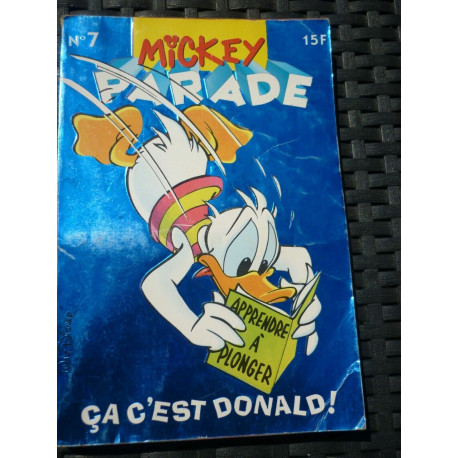 N° 7
MICKEY
15F
PARADE
APPRENDRE
À
PLONGER
ÇA C'EST DONALD!